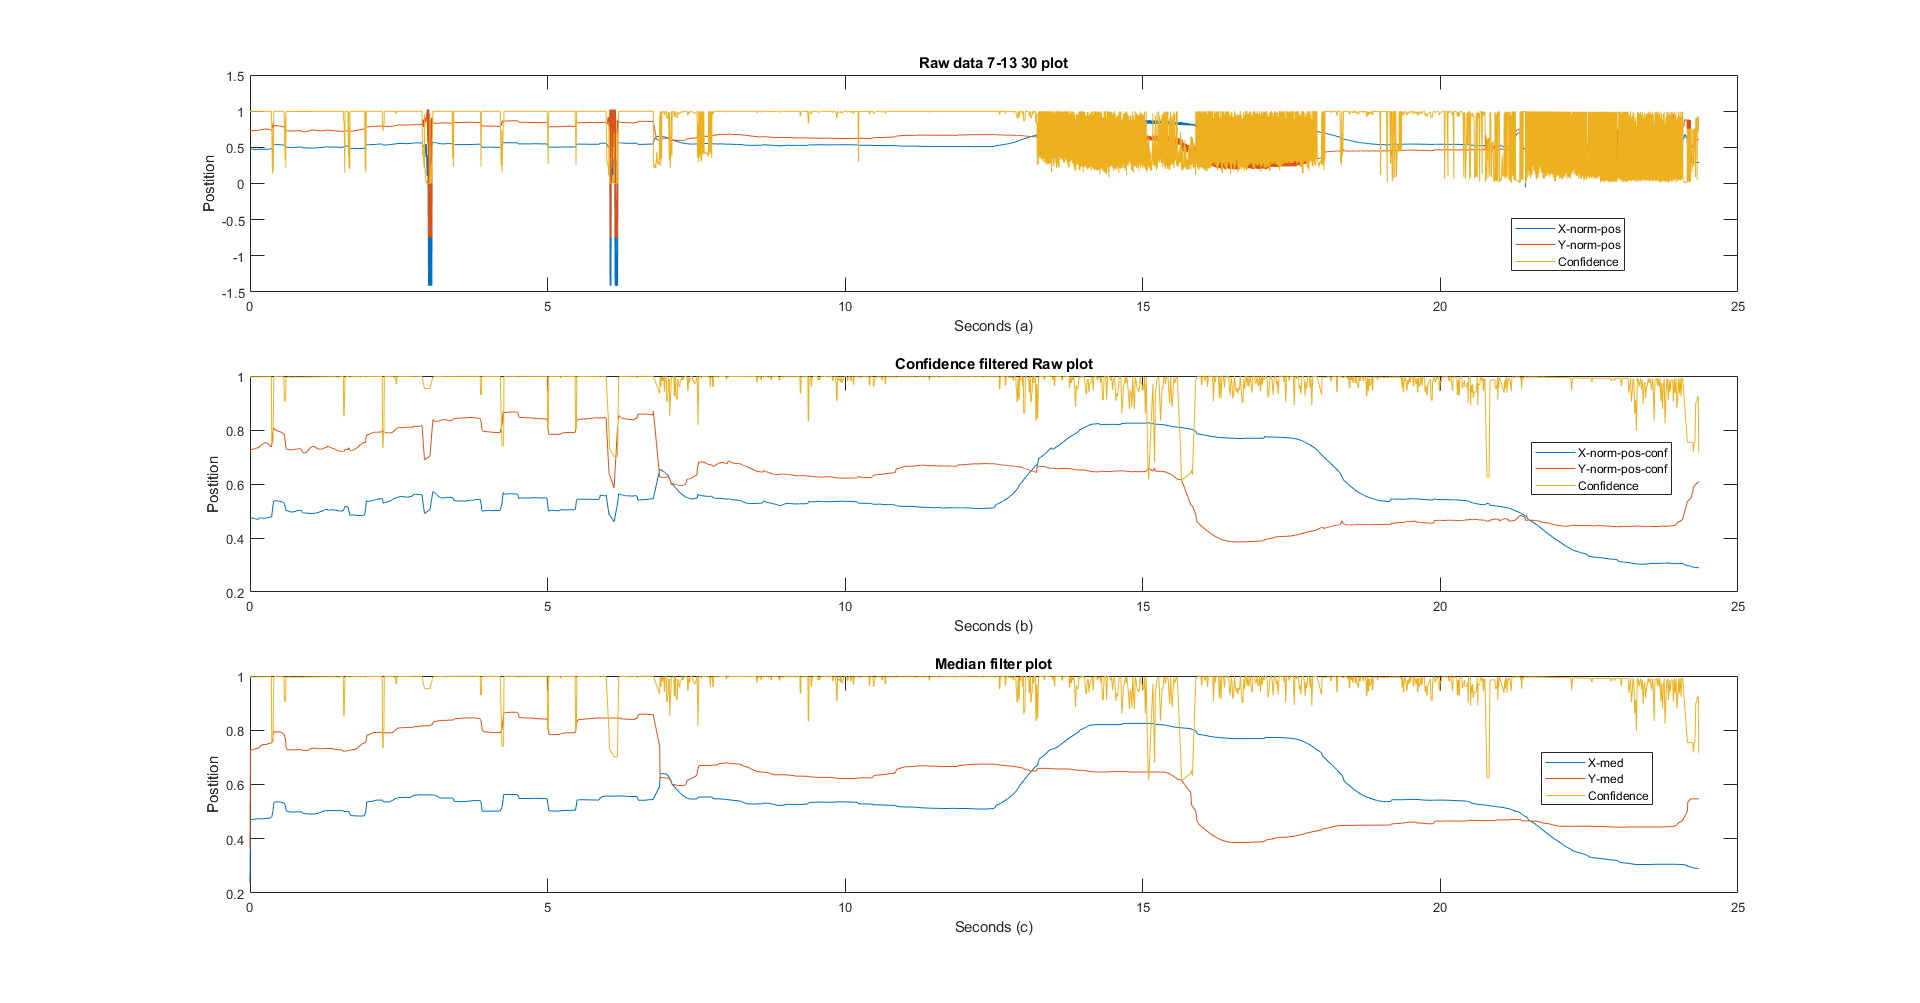 Raw data 7-13 30 plot
1.5
1
0.5
0
-0.5
-1
-1.5
Postition
X-norm-pos
Y-norm-pos
Confidence
0 5 10 15 20 25
Seconds (a)
Confidence filtered Raw plot
1
0.8
0.6
0.4
0.2
Postition
X-norm-pos-conf
Y-norm-pos-conf
Confidence
0 5 10 15 20 25
Seconds (b)
Median filter plot
1
0.8
0.6
0.4
0.2
Postition
X-med
Y-med
Confidence
0 5 10 15 20 25
Seconds (c)